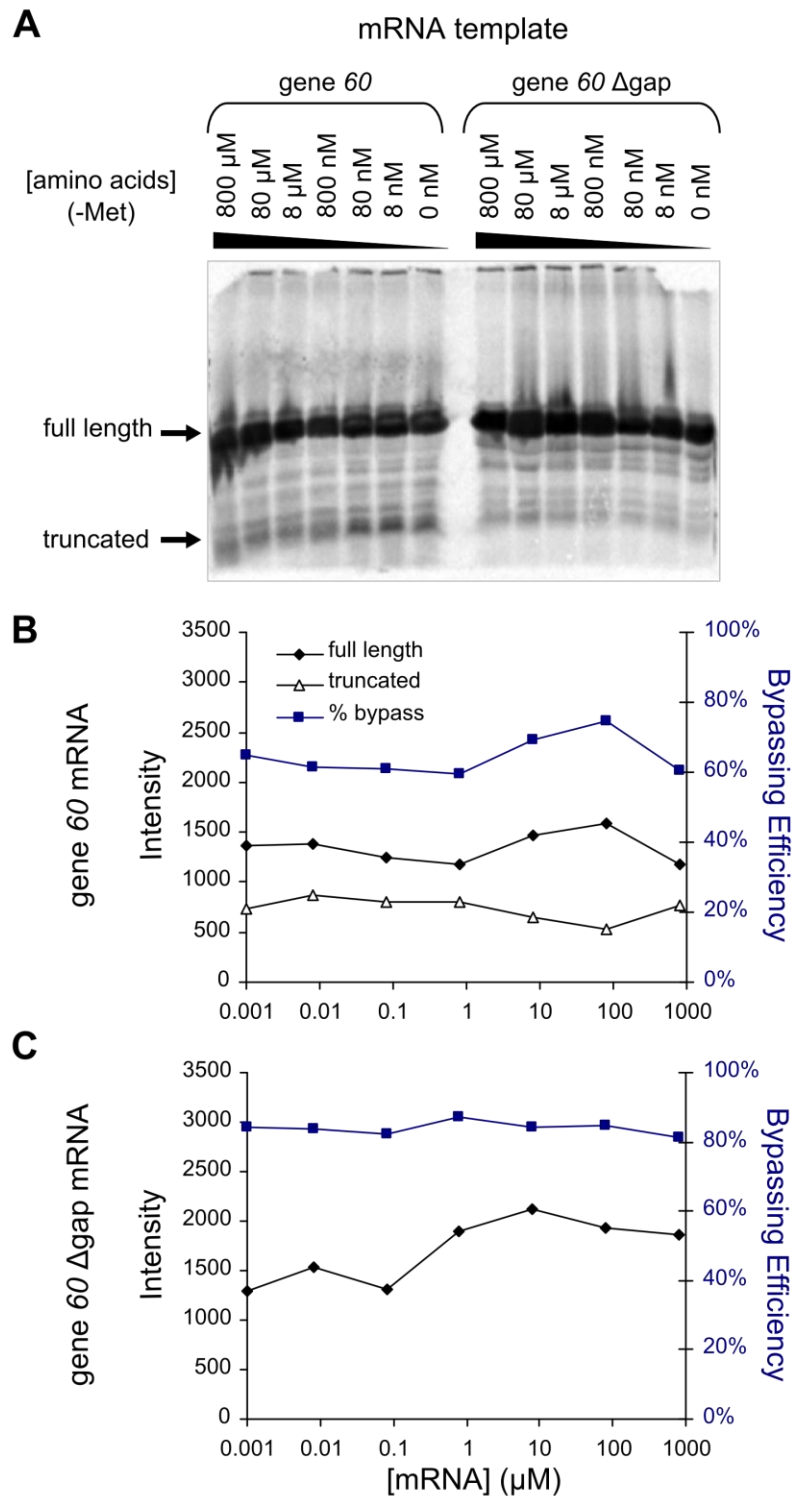 A
mRNA template
gene 60
gene 60 Δgap
[amino acids]
(-Met)
800 µM
80 µM
8 µM
800 nM
80 nM
8 nM
0 nM
800 µM
80 µM
8 µM
800 nM
80 nM
8 nM
0 nM
full length
truncated
B
gene 60 mRNA
Intensity
3500
3000
2500
2000
1500
1000
500
0
full length
truncated
% bypass
100%
80%
60%
40%
20%
0%
Bypassing Efficiency
0.001
0.01
0.1
1
10
100
1000
C
gene 60 Δgap mRNA
Intensity
3500
3000
2500
2000
1500
1000
500
0
100%
80%
60%
40%
20%
0%
Bypassing Efficiency
0.001
0.01
0.1
1
10
100
1000
[mRNA] (µM)